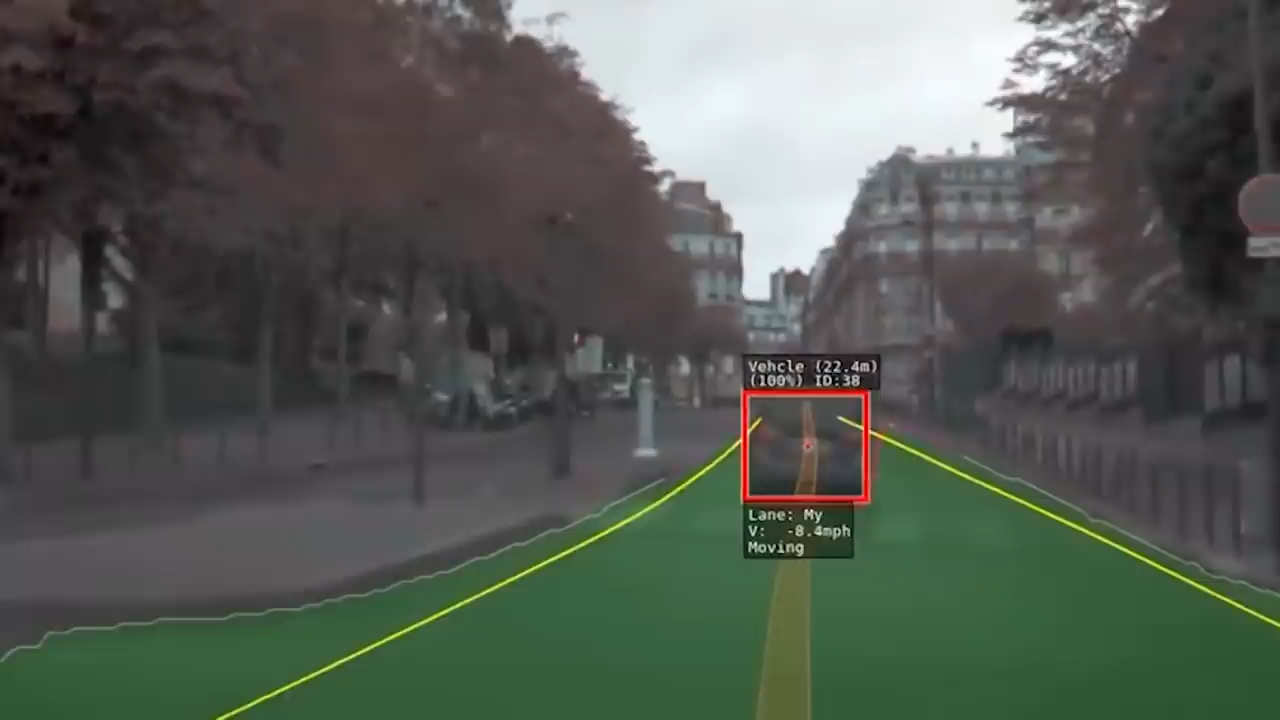 Vehcle (22.4m)
(100%) ID:38
Lane: My
V:  -8.4mph
Moving